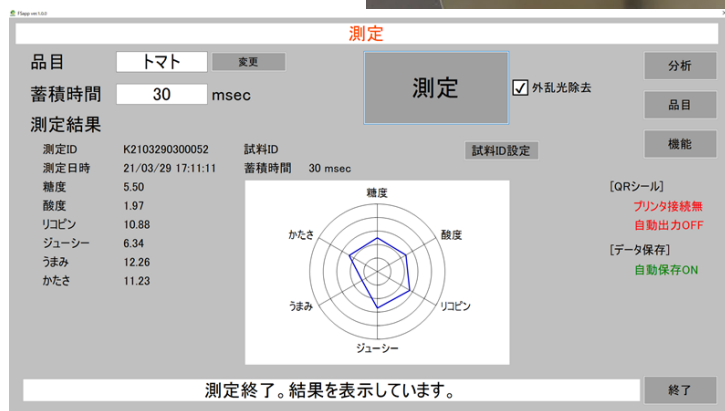 FSapp ver.1.0.0
測定
品目 トマト 変更
測定
外乱光除去
蓄積時間 30 msec
測定結果
測定ID K2103290300052 試料ID
試料ID設定
測定日時 21/03/29 17:11:11 蓄積時間 30 msec
糖度 5.50
酸度 1.97
リコピン 10.88
ジューシー 6.34
うまみ 12.26
かたさ 11.23
糖度
かたさ 酸度
うまみ リコピン
ジューシー
分析
品目
機能
[QRシール]
プリンタ接続無
自動出力OFF
[データ保存]
自動保存ON
測定終了。結果を表示しています。
終了